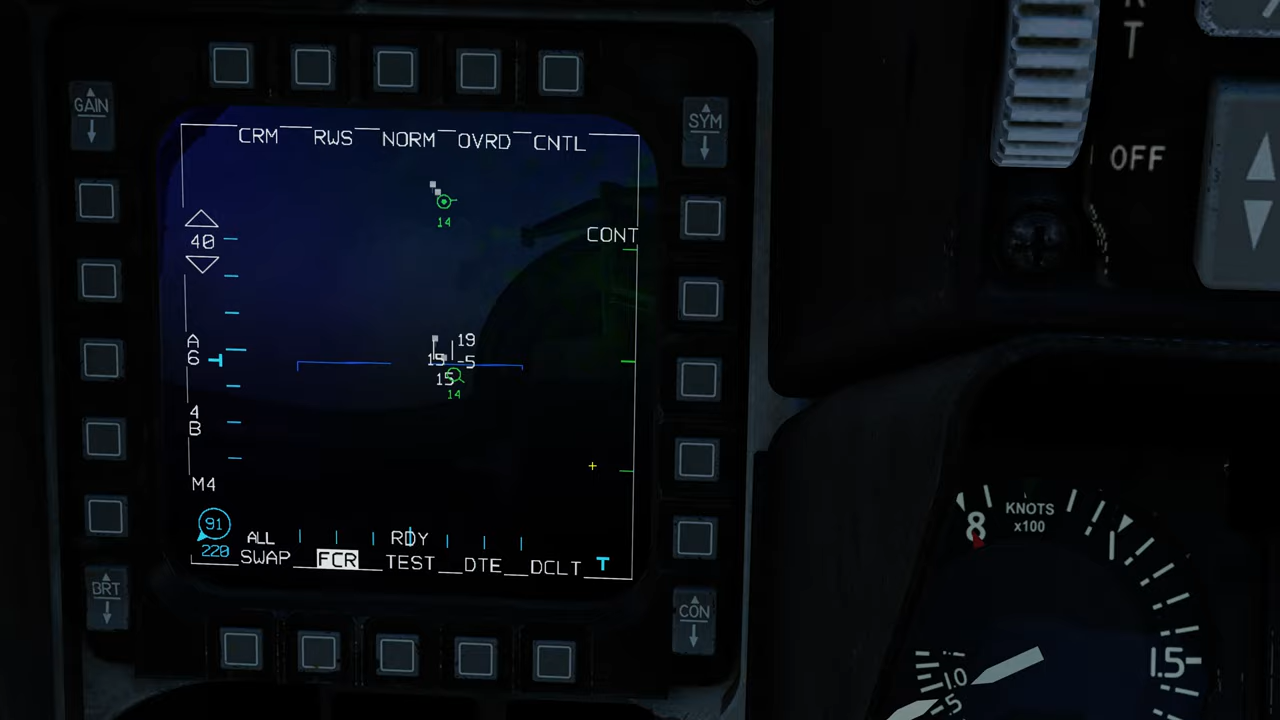 GAIN
SYM
CRM RWS NORM OVRD CNTL
14
CONT
40
19
15 -5
15
14
A
6
4
B
M4
91
220
ALL RDY
SWAP FCR TEST DTE DCLT T
BRT
CON
T
OFF
8 KNOTS
x100
1.5
1.0
.5